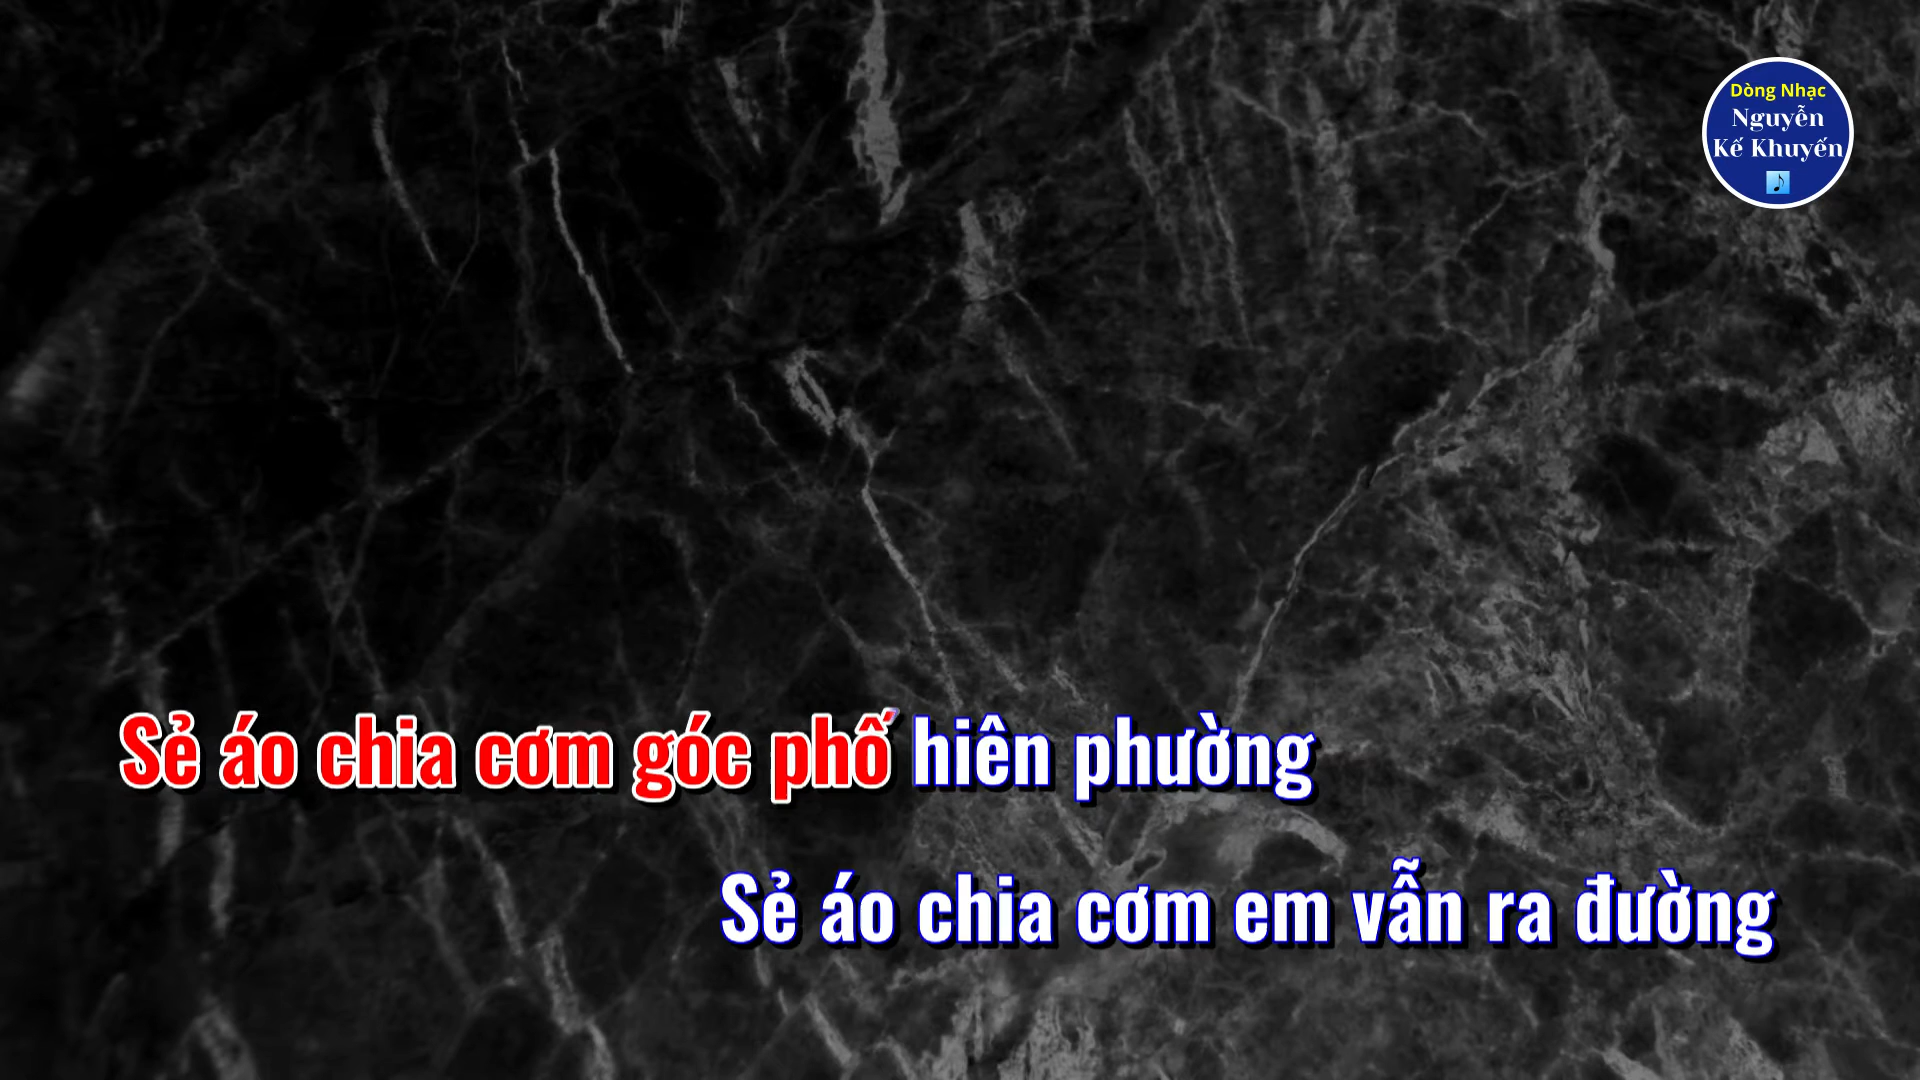 Dòng Nhạc
Nguyễn
Kế Khuyến
Sẻ áo chia cơm góc phố hiên phường
Sẻ áo chia cơm em vẫn ra đường